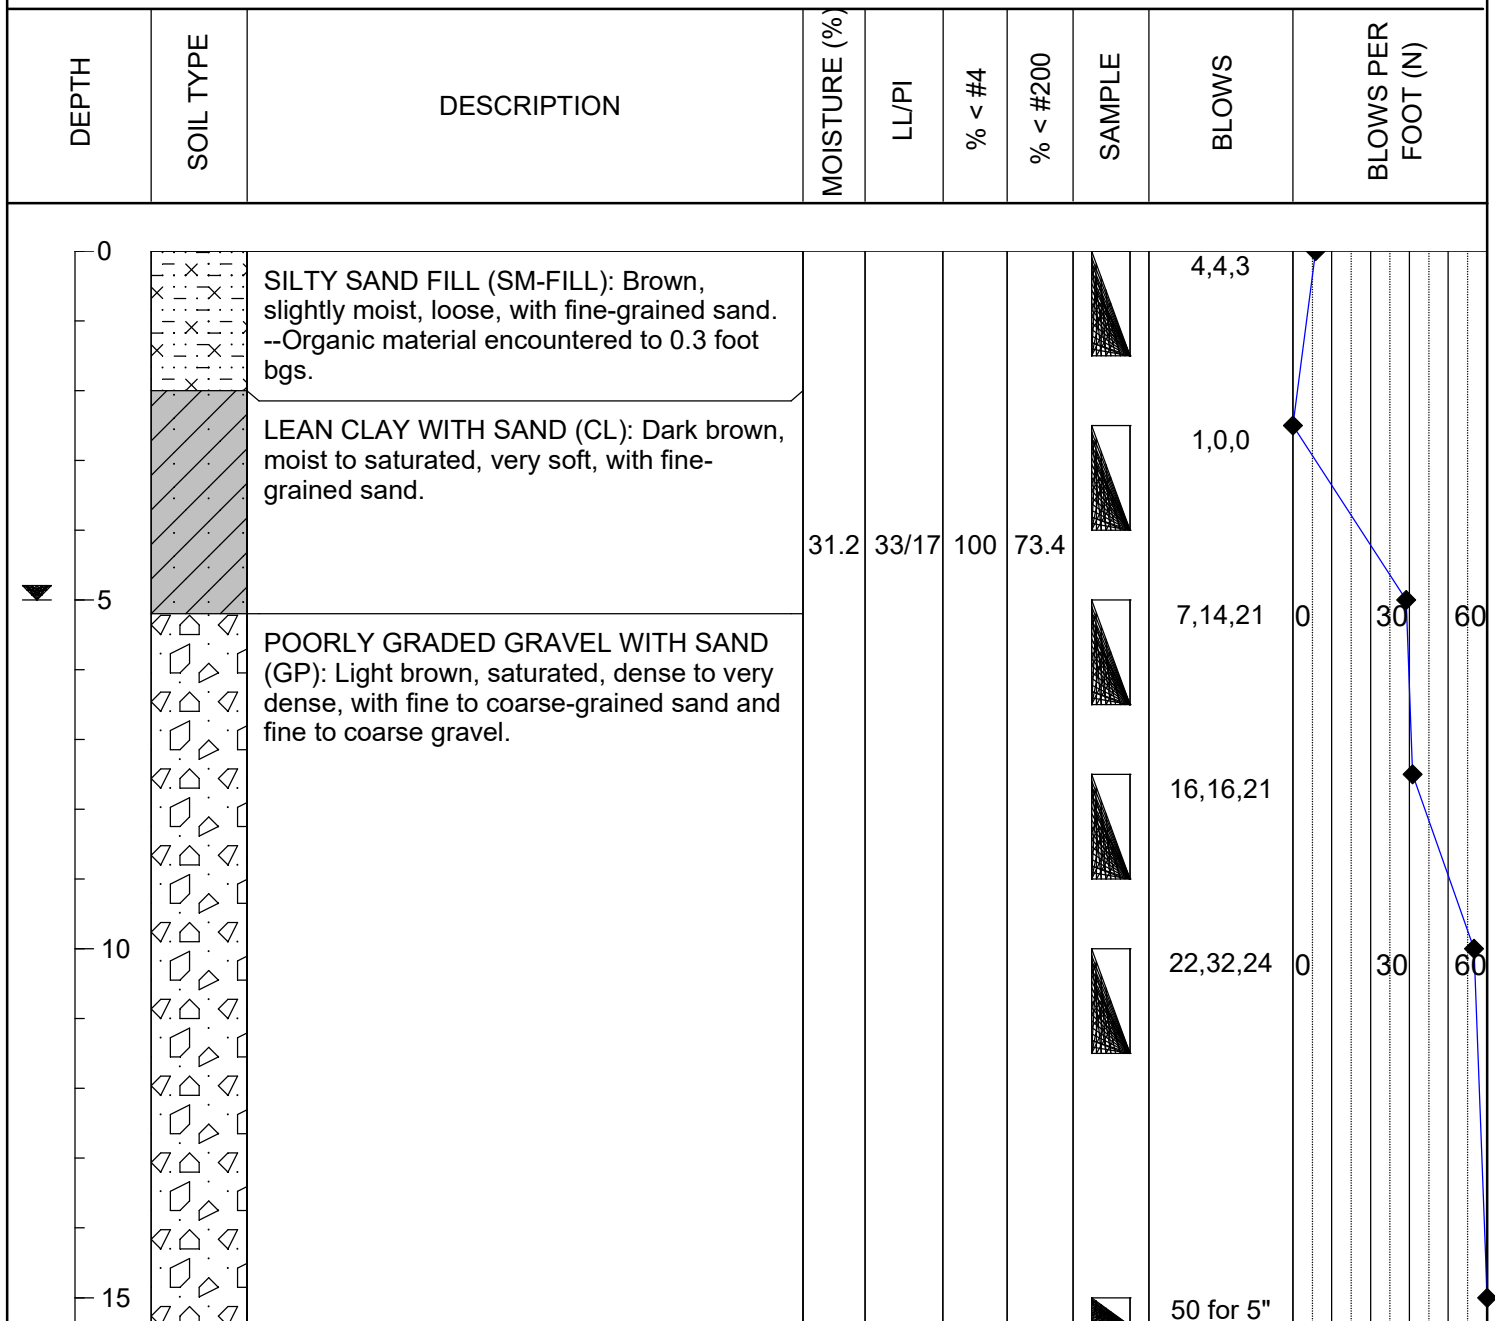 DEPTH
SOIL TYPE
DESCRIPTION
MOISTURE (%)
LL/PI
% < #4
% < #200
SAMPLE
BLOWS
BLOWS PER
FOOT (N)
0
SILTY SAND FILL (SM-FILL): Brown,
slightly moist, loose, with fine-grained sand.
--Organic material encountered to 0.3 foot
bgs.
4,4,3
LEAN CLAY WITH SAND (CL): Dark brown,
moist to saturated, very soft, with fine-
grained sand.
1,0,0
31.2 33/17 100 73.4
5
7,14,21 0 30 60
POORLY GRADED GRAVEL WITH SAND
(GP): Light brown, saturated, dense to very
dense, with fine to coarse-grained sand and
fine to coarse gravel.
16,16,21
10
22,32,24 0 30 60
15
50 for 5"